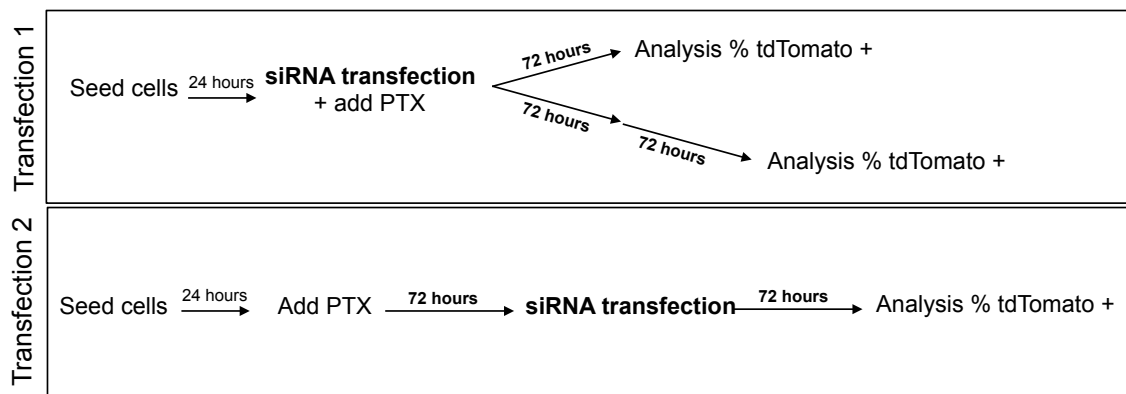 Transfection 1
Seed cells
24 hours
siRNA transfection
+ add PTX
72 hours
Analysis % tdTomato +
72 hours
72 hours
Analysis % tdTomato +
Transfection 2
Seed cells
24 hours
Add PTX
72 hours
siRNA transfection
72 hours
Analysis % tdTomato +